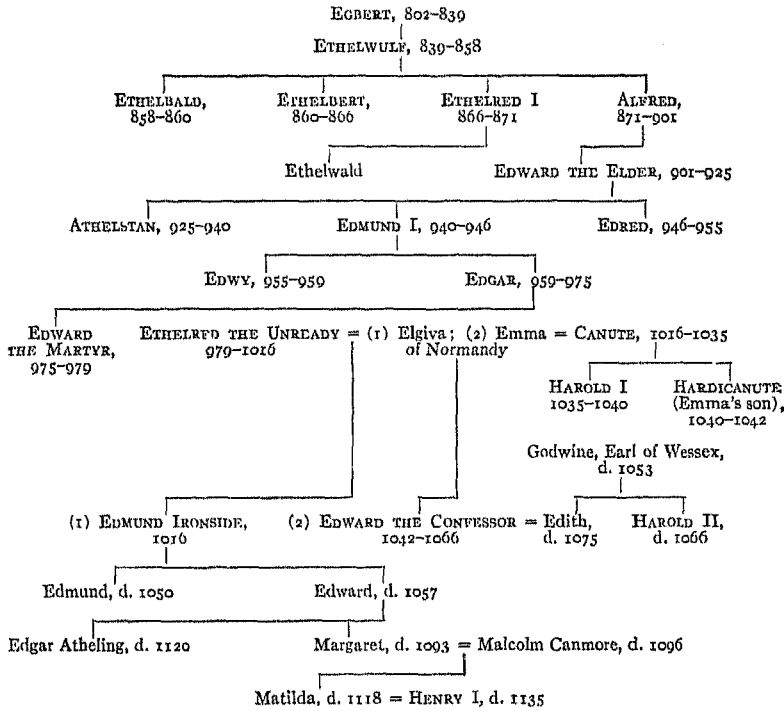 EGBERT, 802–839
ETHELWULF, 839–858
ETHELBALD, ETHELBERT, ETHELRED I ALFRED,
858–860 860–866 866–871 871–901
Ethelwald EDWARD THE ELDER, 901–925
ATHELSTAN, 925–940 EDMUND I, 940–946 EDRED, 946–955
EDWY, 955–959 EDGAR, 959–975
EDWARD ETHELRED THE UNREADY = (1) Elgiva; (2) Emma = CANUTE, 1016–1035
THE MARTYR, 979–1016 of Normandy
975–979
HAROLD I HARDICANUTE
1035–1040 (Emma's son),
1040–1042
Godwine, Earl of Wessex,
d. 1053
(1) EDMUND IRONSIDE, (2) EDWARD THE CONFESSOR = Edith, HAROLD II,
1016 1042–1066 d. 1075 d. 1066
Edmund, d. 1050 Edward, d. 1057
Edgar Atheling, d. 1120 Margaret, d. 1093 = Malcolm Canmore, d. 1096
Matilda, d. 1118 = HENRY I, d. 1135